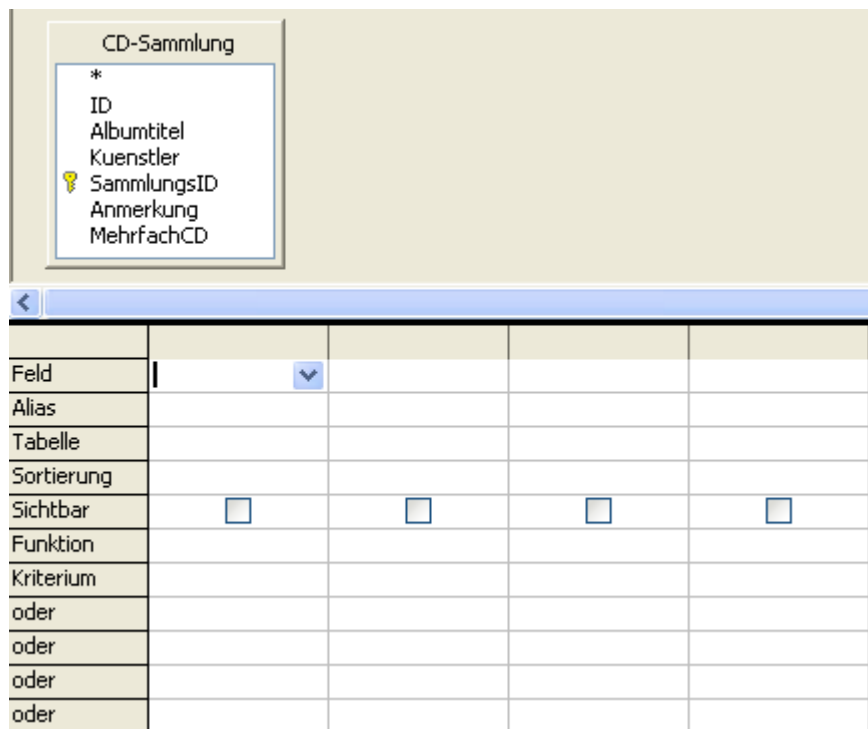 CD-Sammlung
*
ID
Albumtitel
Kuenstler
SammlungsID
Anmerkung
MehrfachCD
Feld
Alias
Tabelle
Sortierung
Sichtbar
Funktion
Kriterium
oder
oder
oder
oder